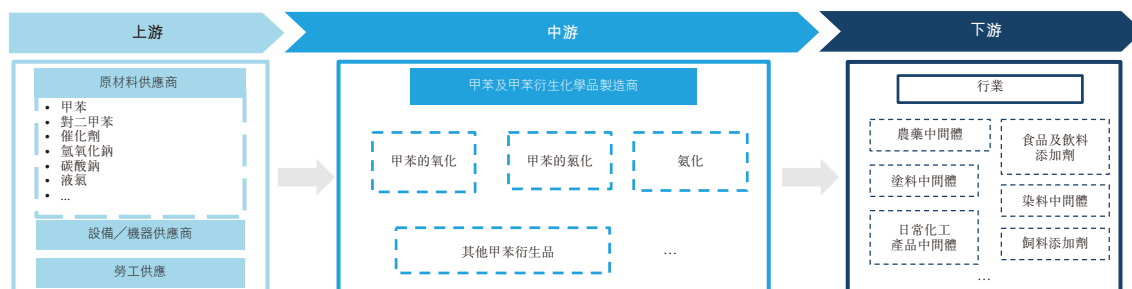 上游
中游
下游
原材料供應商
• 甲苯
• 對二甲苯
• 催化劑
• 氫氧化鈉
• 碳酸鈉
• 液氯
• ...
設備／機器供應商
勞工供應
甲苯及甲苯衍生化學品製造商
甲苯的氧化
甲苯的氯化
氨化
其他甲苯衍生品
...
行業
農藥中間體
食品及飲料
添加劑
塗料中間體
染料中間體
日常化工
產品中間體
飼料添加劑
...